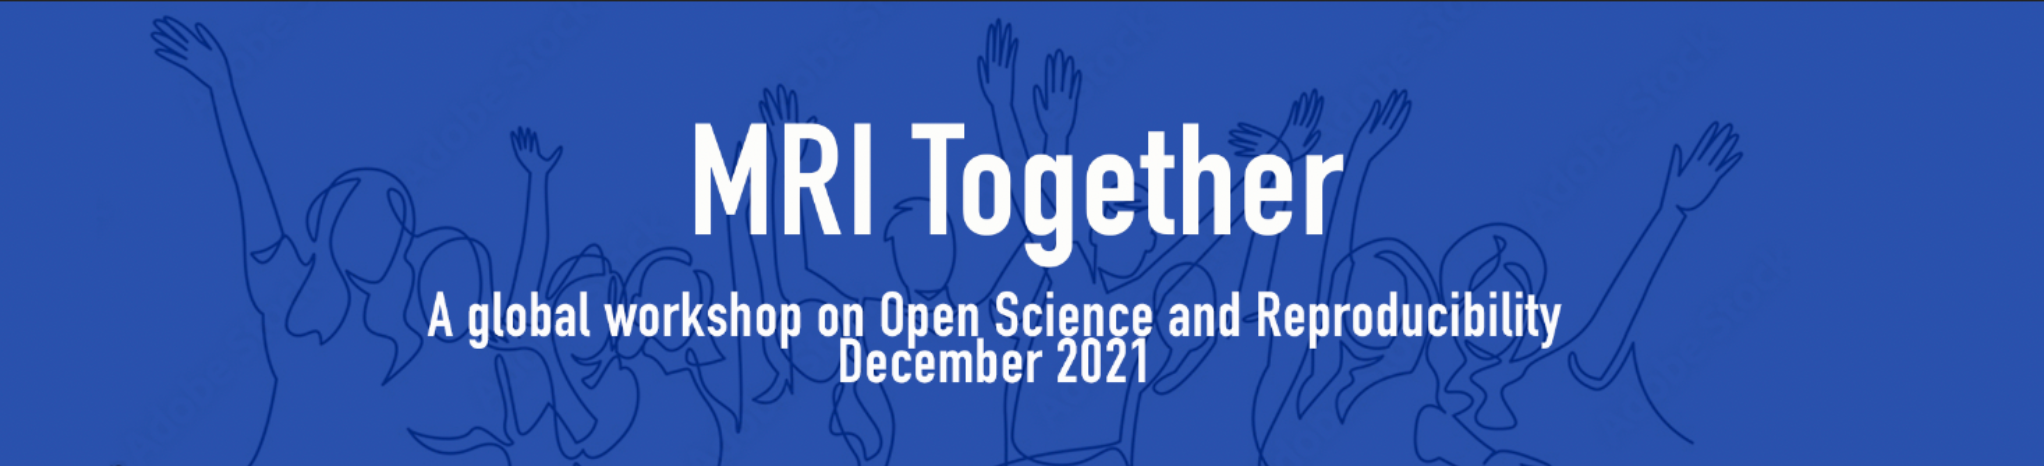 MRI Together
A global workshop on Open Science and Reproducibility
December 2021